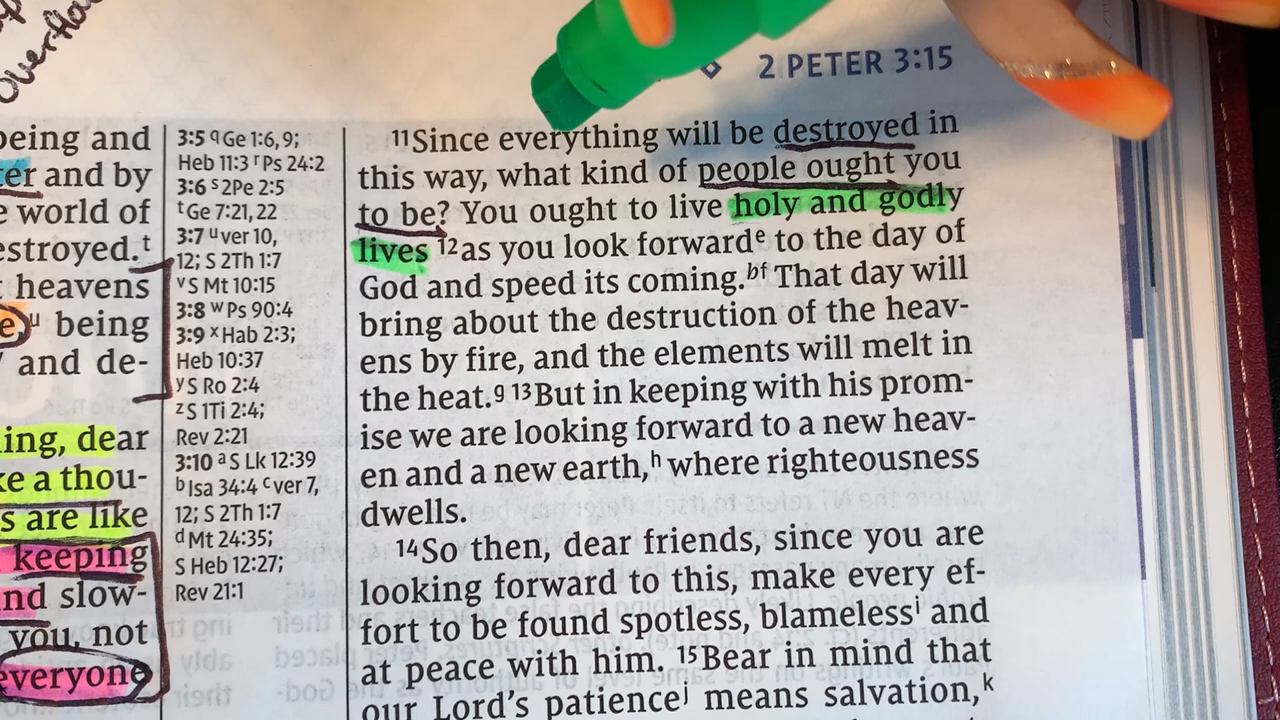 overflo
2 PETER 3:15
being and
er and by
e world of
estroyed.t
heavens
e,u being
and de-
ing, dear
ke a thou-
s are like
keeping
nd slow-
you, not
everyone
3:5 q Ge 1:6, 9;
Heb 11:3 r Ps 24:2
3:6 s 2Pe 2:5
t Ge 7:21, 22
3:7 u ver 10,
12; S 2Th 1:7
v S Mt 10:15
3:8 w Ps 90:4
3:9 x Hab 2:3;
Heb 10:37
y S Ro 2:4
z S 1Ti 2:4;
Rev 2:21
3:10 a S Lk 12:39
b Isa 34:4 c ver 7,
12; S 2Th 1:7
d Mt 24:35;
S Heb 12:27;
Rev 21:1
11Since everything will be destroyed in
this way, what kind of people ought you
to be? You ought to live holy and godly
lives 12as you look forwarde to the day of
God and speed its coming.bf That day will
bring about the destruction of the heav-
ens by fire, and the elements will melt in
the heat.g 13But in keeping with his prom-
ise we are looking forward to a new heav-
en and a new earth,h where righteousness
dwells.
14So then, dear friends, since you are
looking forward to this, make every ef-
fort to be found spotless, blamelessi and
at peace with him. 15Bear in mind that
our Lord's patiencej means salvation,k